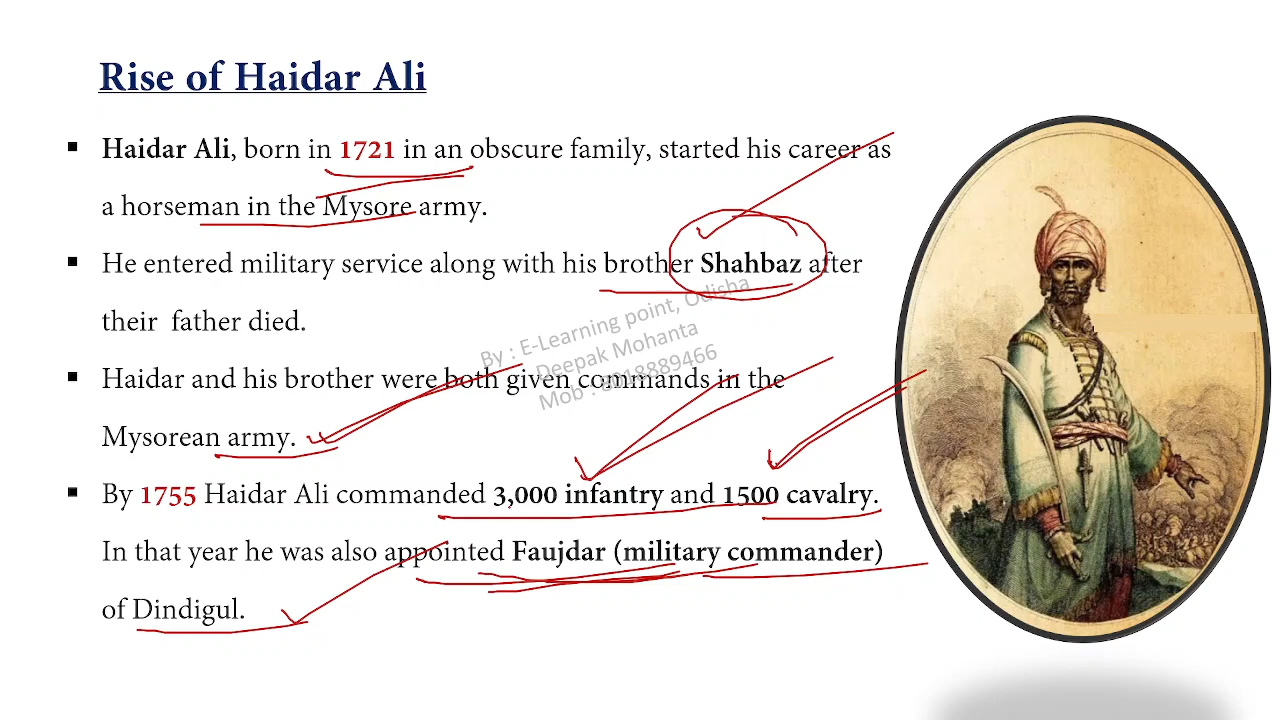 Rise of Haidar Ali
▪ Haidar Ali, born in 1721 in an obscure family, started his career as
a horseman in the Mysore army.
▪ He entered military service along with his brother Shahbaz after
their father died.
▪ Haidar and his brother were both given commands in the
Mysorean army.
▪ By 1755 Haidar Ali commanded 3,000 infantry and 1500 cavalry.
In that year he was also appointed Faujdar (military commander)
of Dindigul.
By : E-Learning point, Odisha
Deepak Mohanta
Mob : 8018889466